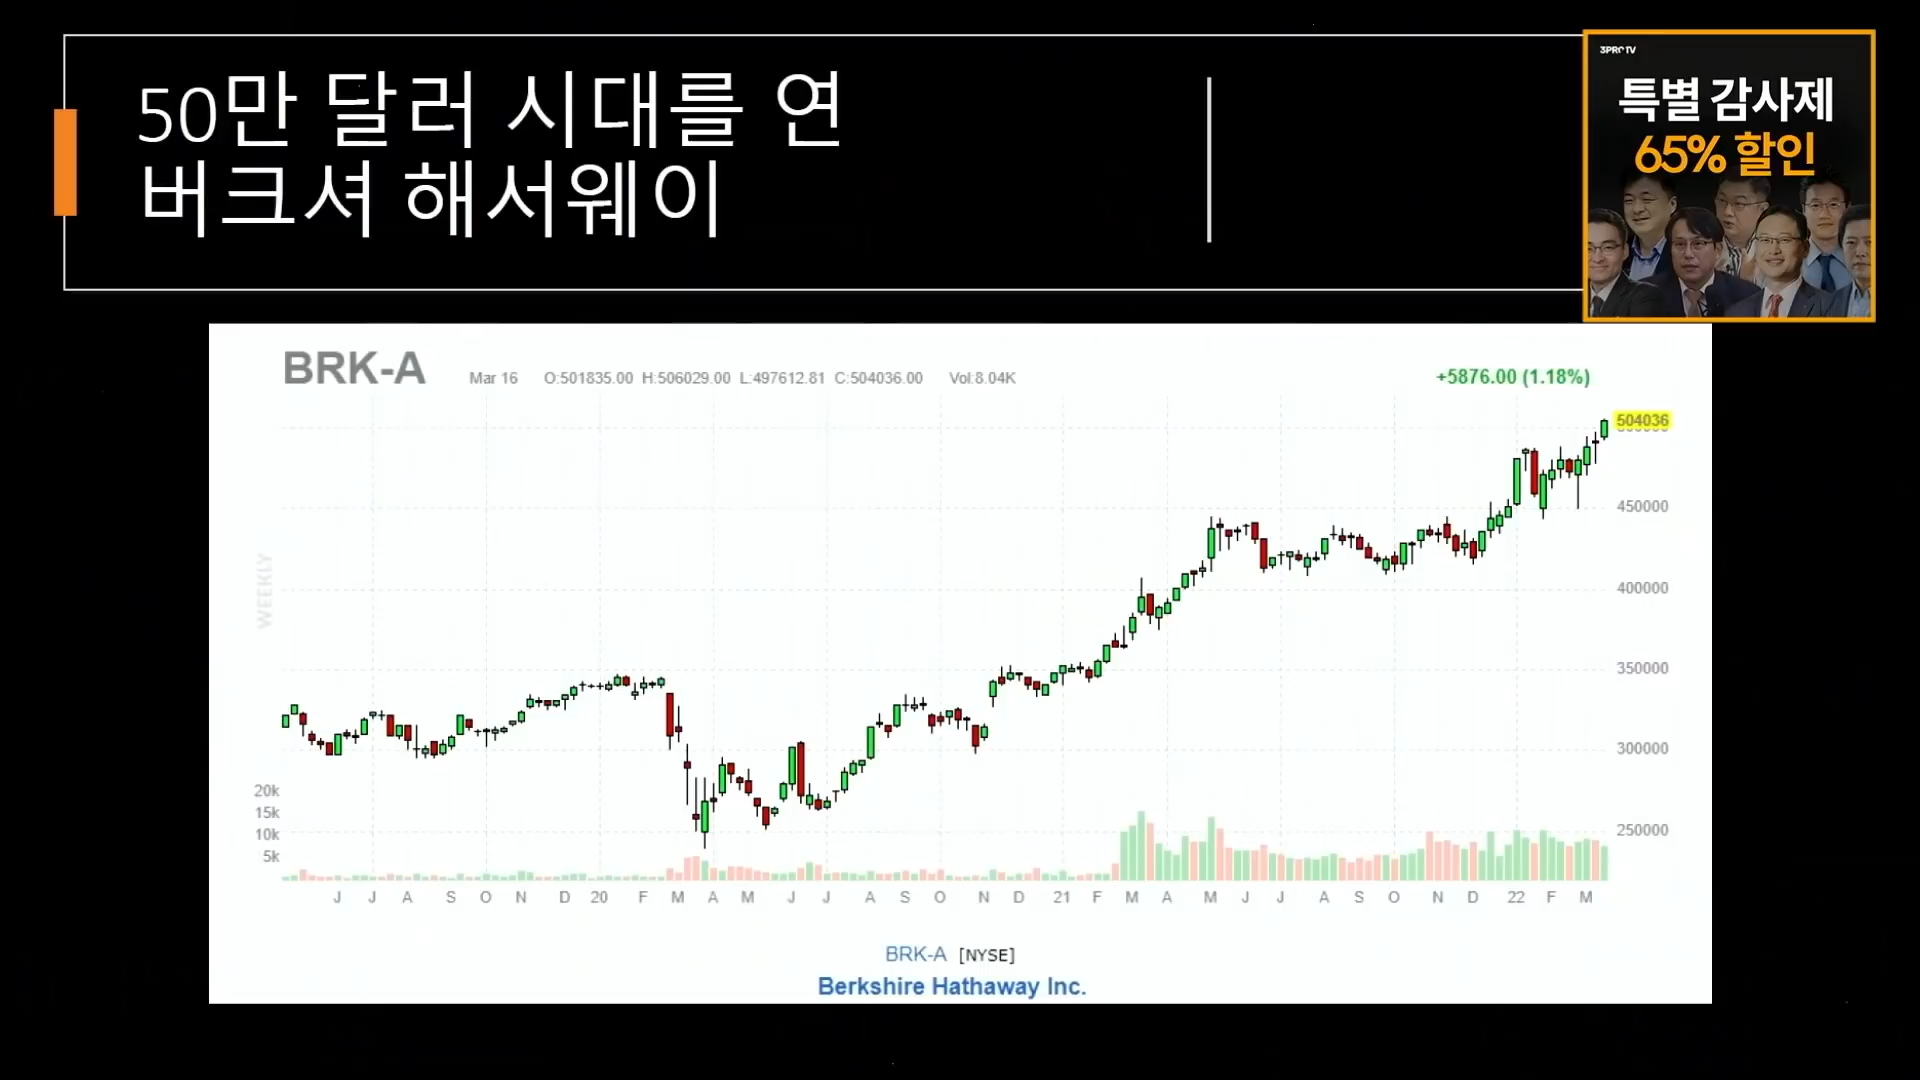 50만 달러 시대를 연
버크셔 해서웨이
3PROTV
특별 감사제
65% 할인
BRK-A Mar 16 O:501835.00 H:506029.00 L:497612.81 C:504036.00 Vol:8.04K +5876.00 (1.18%)
504036
450000
400000
350000
300000
250000
WEEKLY
20k
15k
10k
5k
J J A S O N D 20 F M A M J J A S O N D 21 F M A M J J A S O N D 22 F M
BRK-A [NYSE]
Berkshire Hathaway Inc.